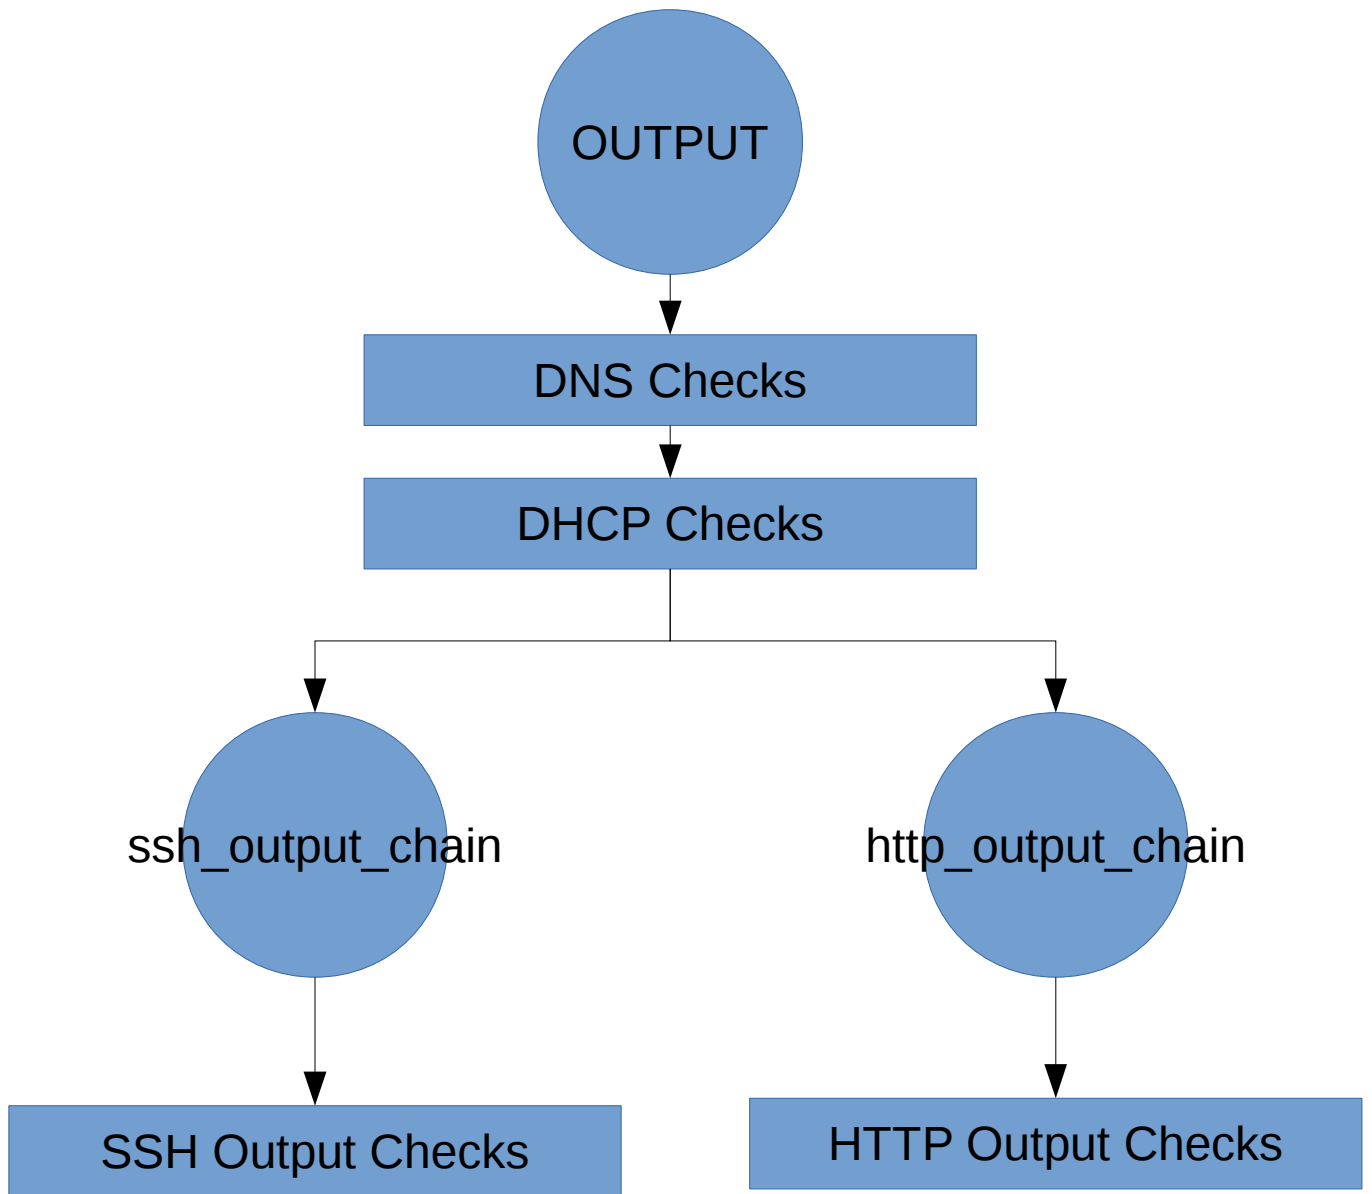 OUTPUT
DNS Checks
DHCP Checks
ssh_output_chain
http_output_chain
SSH Output Checks
HTTP Output Checks